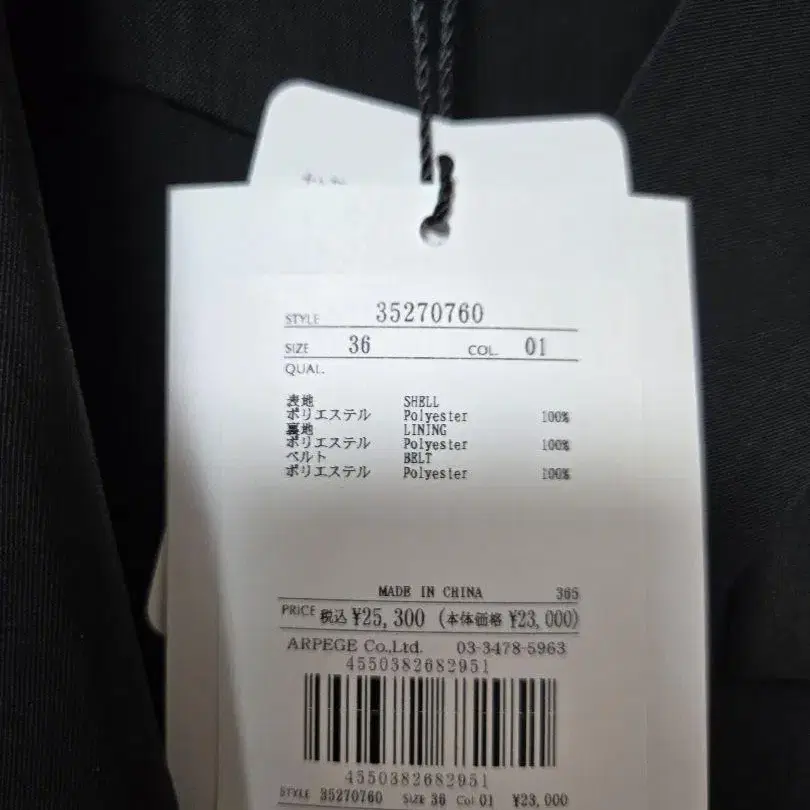 STYLE 35270760
SIZE 36 COL. 01
QUAL.
表地 SHELL
ポリエステル Polyester 100%
裏地 LINING
ポリエステル Polyester 100%
ベルト BELT
ポリエステル Polyester 100%
MADE IN CHINA 365
PRICE 税込 ¥25,300 (本体価格 ¥23,000)
ARPEGE Co.,Ltd. 03-3478-5963
4550382682951
4550382682951
STYLE 35270760 SIZE 36 Col 01 ¥23,000